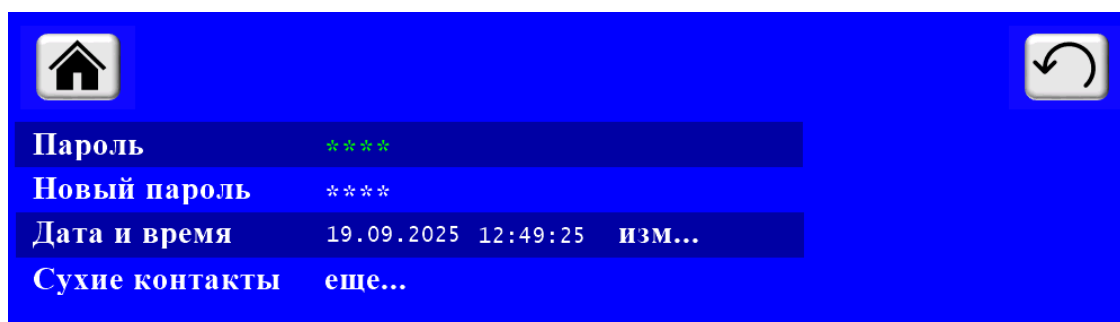 Пароль ****
Новый пароль ****
Дата и время 19.09.2025 12:49:25 изм...
Сухие контакты еще...